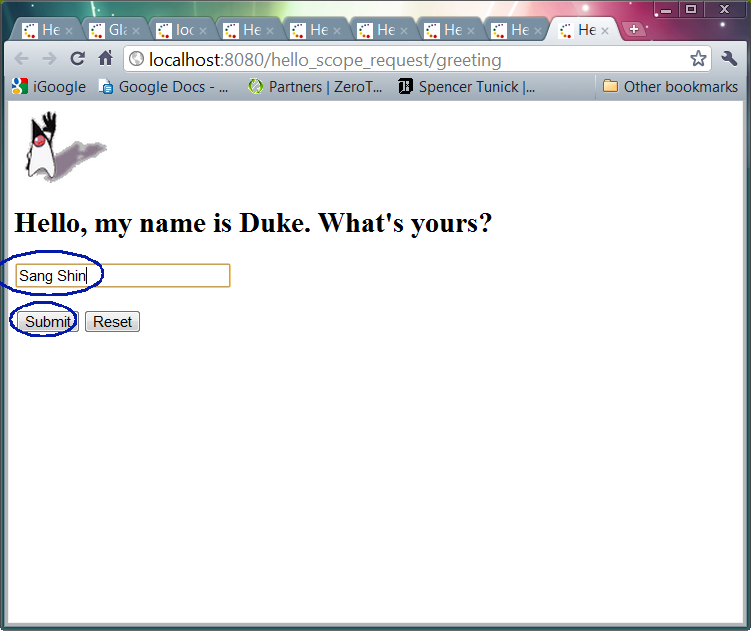 He Gla loc He He He He He He
localhost:8080/hello_scope_request/greeting
iGoogle Google Docs - ... Partners | ZeroT... Spencer Tunick |... Other bookmarks
Hello, my name is Duke. What's yours?
Sang Shin
Submit Reset